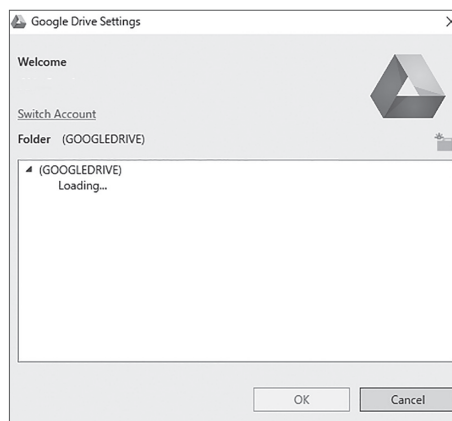 Google Drive Settings
Welcome
Switch Account
Folder (GOOGLEDRIVE)
(GOOGLEDRIVE)
Loading...
OK Cancel